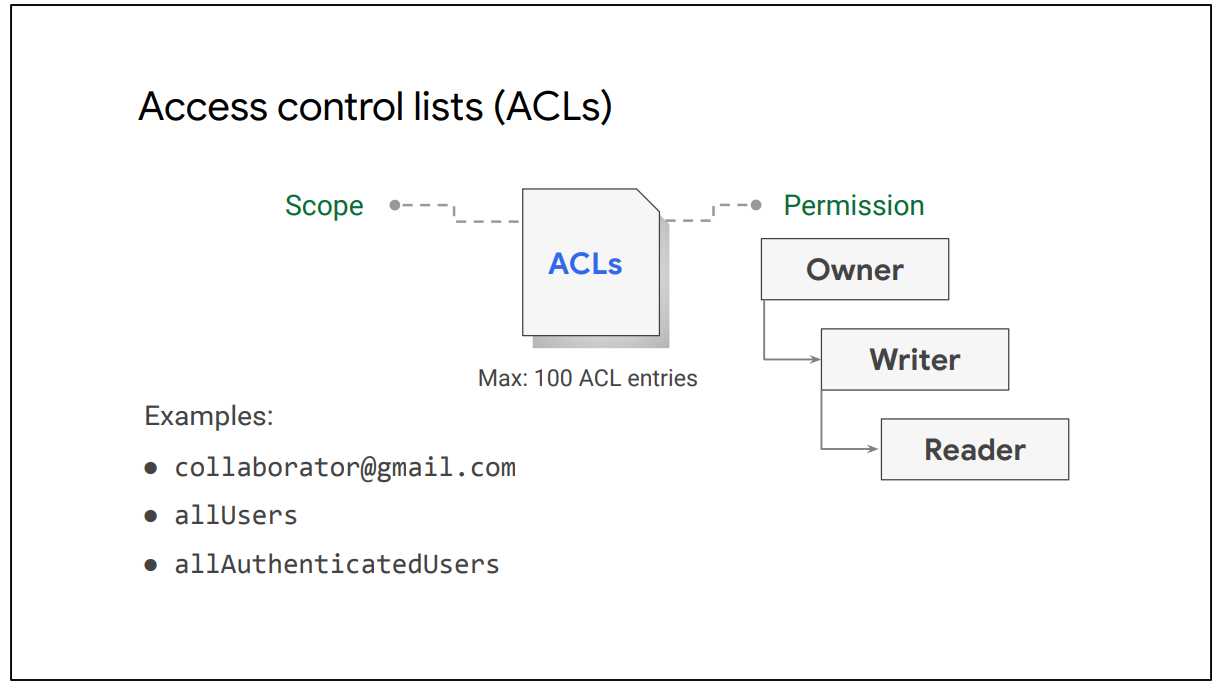 Access control lists (ACLs)
Scope
ACLs
Permission
Owner
Writer
Reader
Max: 100 ACL entries
Examples:
● collaborator@gmail.com
● allUsers
● allAuthenticatedUsers